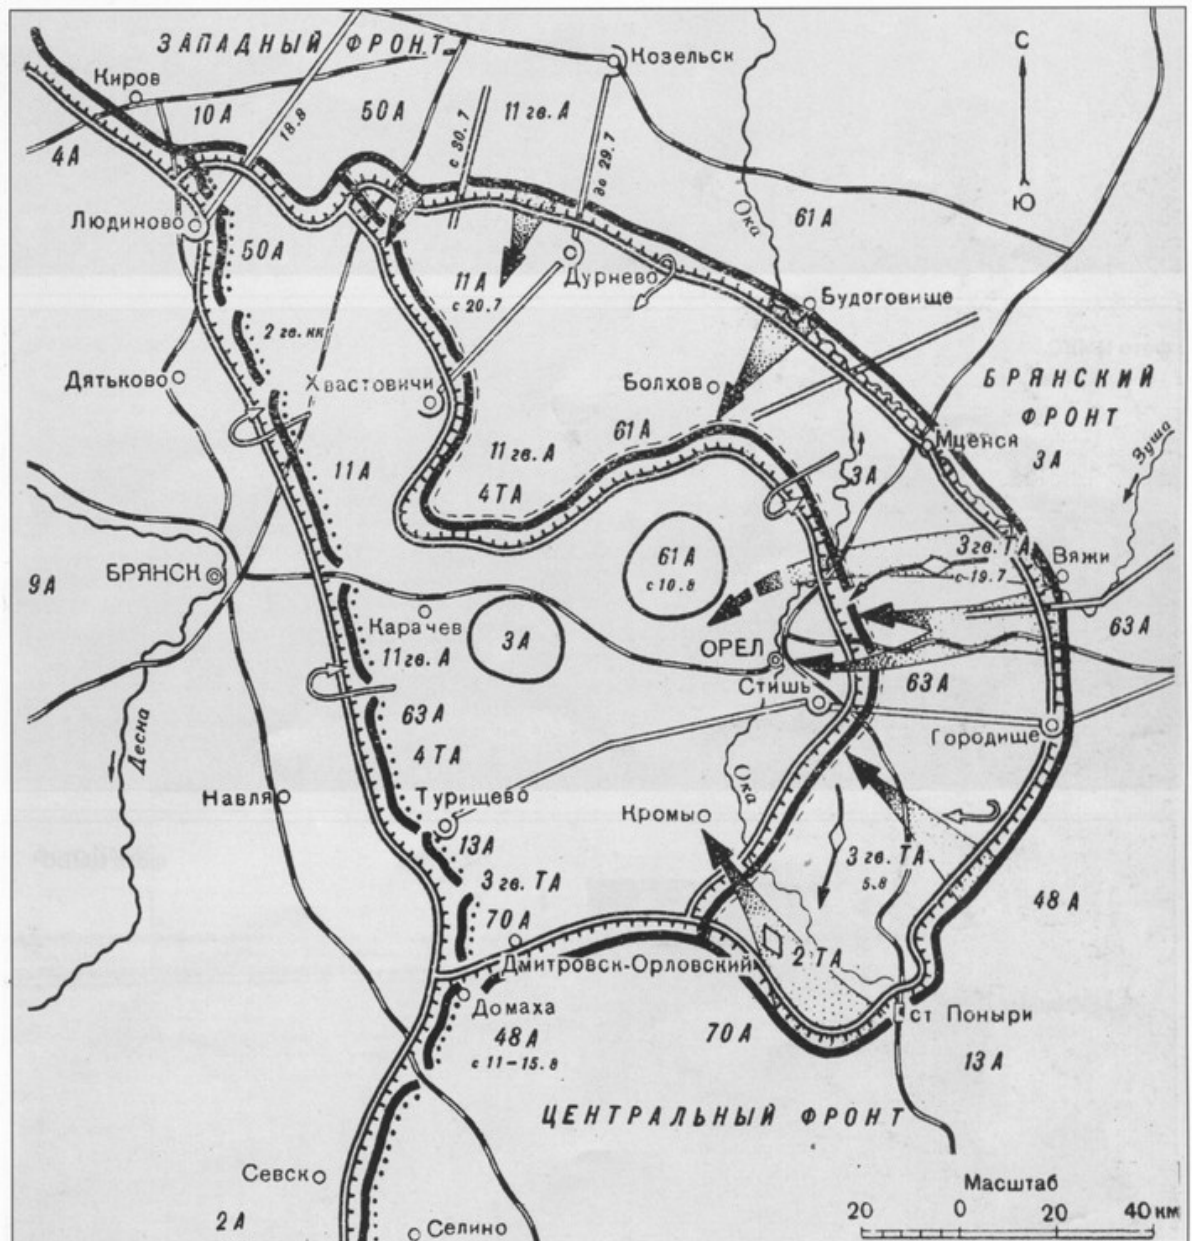 ЗАПАДНЫЙ ФРОНТ
Козельск
С
Киров
10 А
50 А
11 гв. А
18.8
с 30.7
до 29.7
4 А
Ю
Ока
61 А
Людиново
50 А
11 А
с 20.7
Дурнево
Будоговище
2 гв. кк
Дятьково
Хвастовичи
Болхов
БРЯНСКИЙ
ФРОНТ
61 А
Мценск
3 А
Зуша
11 гв. А
11 А
4 ТА
3 А
3 гв. ТА
61 А
с 10.8
Вяжи
с 19.7
БРЯНСК
9 А
Карачев
11 гв. А
3 А
63 А
ОРЕЛ
Стишь
63 А
63 А
4 ТА
Городище
Десна
Навля
Турищево
Ока
Кромы
13 А
3 гв. ТА
5.8
3 гв. ТА
70 А
48 А
Дмитровск-Орловский
2 ТА
Домаха
48 А
с 11-15.8
70 А
ст Поныри
13 А
ЦЕНТРАЛЬНЫЙ ФРОНТ
Севск
Масштаб
2 А
Селино
20 0 20 40 км